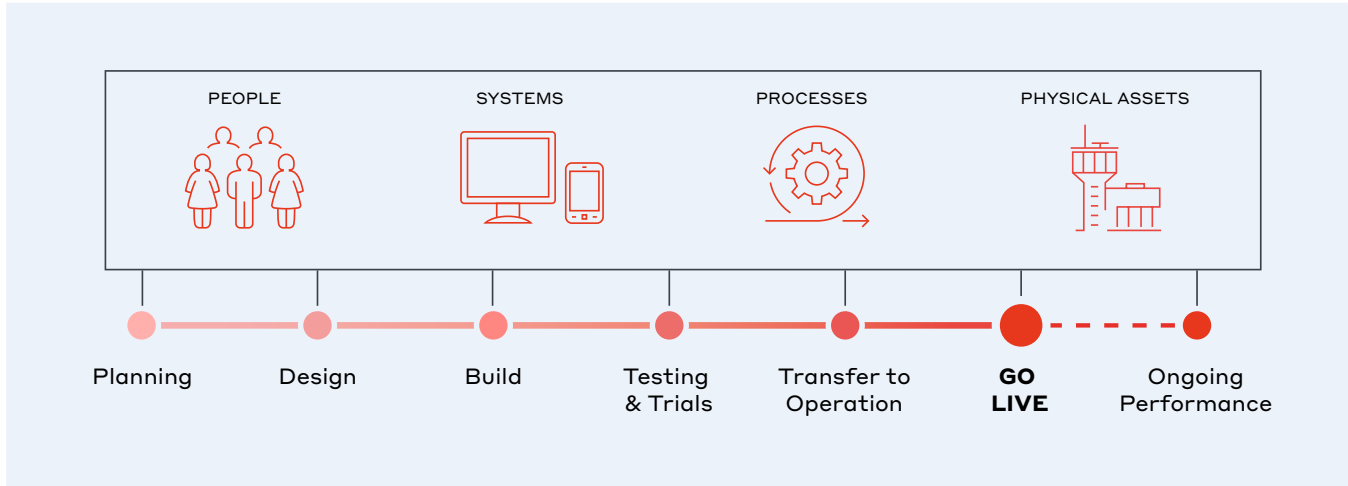 PEOPLE
SYSTEMS
PROCESSES
PHYSICAL ASSETS
Planning
Design
Build
Testing
& Trials
Transfer to
Operation
GO
LIVE
Ongoing
Performance